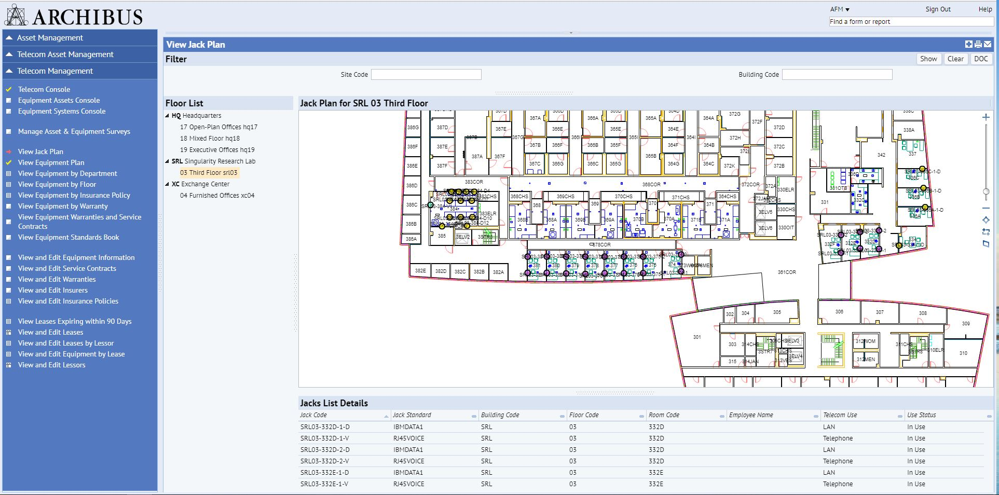 ARCHIBUS
AFM Sign Out Help
Find a form or report
Asset Management
Telecom Asset Management
Telecom Management
Telecom Console
Equipment Assets Console
Equipment Systems Console
Manage Asset & Equipment Surveys
View Jack Plan
View Equipment Plan
View Equipment by Department
View Equipment by Floor
View Equipment by Insurance Policy
View Equipment by Warranty
View Equipment Warranties and Service
Contracts
View Equipment Standards Book
View and Edit Equipment Information
View and Edit Service Contracts
View and Edit Warranties
View and Edit Insurers
View and Edit Insurance Policies
View Leases Expiring within 90 Days
View and Edit Leases
View and Edit Leases by Lessor
View and Edit Equipment by Lease
View and Edit Lessors
View Jack Plan
Filter Show Clear DOC
Site Code Building Code
Floor List
HQ Headquarters
17 Open-Plan Offices hq17
18 Mixed Floor hq18
19 Executive Offices hq19
SRL Singularity Research Lab
03 Third Floor srl03
XC Exchange Center
04 Furnished Offices xc04
Jack Plan for SRL 03 Third Floor
372G
386G 387D 367A 366A 365A 364A 372F 372D 338A
367E 366E 365E 364E
387B 367G 366I 365I 364I 372H
386F 387E 367B 366F 366B 365F 364F 364B 337
387A 367F 365B 342
386E 387F 367C 366G 366C 365G 364G 364C 372K 372B
383COR 368COR 372COR 372A 330ELR 331OTB 336C
386D 368CHS 369CHS 370CHS 371CHS 364CHS
386C 384 383ELR 368 369 370 371 3ELV5 330CHS 331 332C 336B
386B 368B 368A 369B 369A 370B 370A 371B 371A 3ELV6 330OIT 336A
386A 385 3ELV2 378COR
332F 332E 332D
382E 382D 382C 382B 382A 381 380 379 378 377 376 375 374 361COR
302 304 305 306 307 308 309
301 303 314CHS 3ELV3 312WOM 311CHS 310ELR
3STR7 313CHS 3ELV4 3STR8 310
315 314JAN 313VES 312MEN
Jacks List Details
Jack Code Jack Standard Building Code Floor Code Room Code Employee Name Telecom Use Use Status
SRL03-332D-1-D IBMDATA1 SRL 03 332D LAN In Use
SRL03-332D-1-V RJ45VOICE SRL 03 332D Telephone In Use
SRL03-332D-2-D IBMDATA1 SRL 03 332D LAN In Use
SRL03-332D-2-V RJ45VOICE SRL 03 332D Telephone In Use
SRL03-332E-1-D IBMDATA1 SRL 03 332E LAN In Use
SRL03-332E-1-V RJ45VOICE SRL 03 332E Telephone In Use